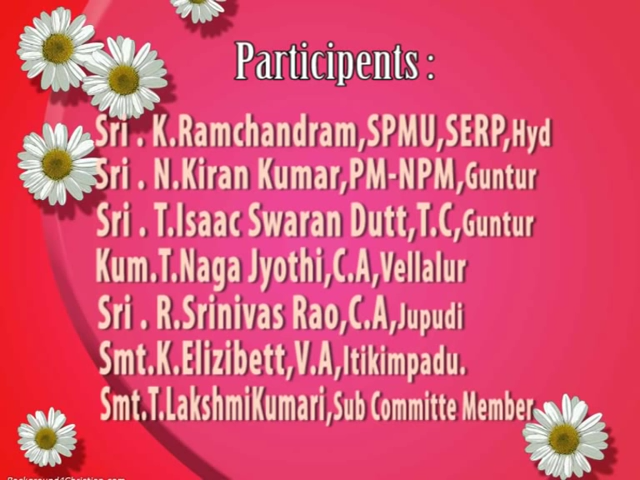 Participents :
Sri . K.Ramchandram,SPMU,SERP,Hyd
Sri . N.Kiran Kumar,PM-NPM,Guntur
Sri . T.Isaac Swaran Dutt,T.C,Guntur
Kum.T.Naga Jyothi,C.A,Vellalur
Sri . R.Srinivas Rao,C.A,Jupudi
Smt.K.Elizibett,V.A,Itikimpadu.
Smt.T.LakshmiKumari,Sub Committe Member